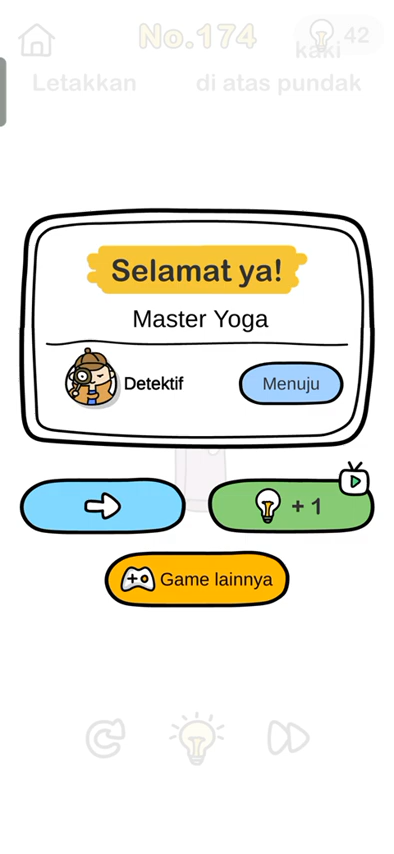 No.174
42
kaki
Letakkan di atas pundak
Selamat ya!
Master Yoga
Detektif
Menuju
+ 1
Game lainnya